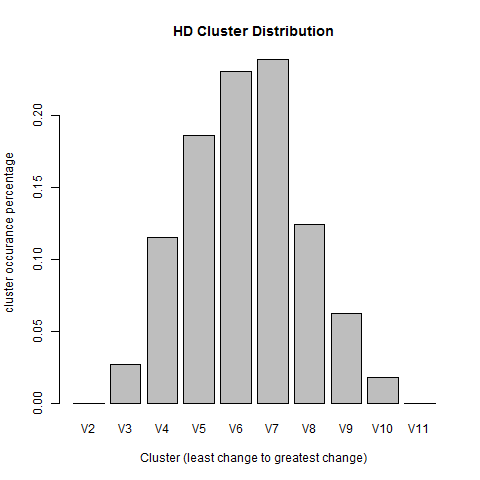 HD Cluster Distribution
cluster occurance percentage
0.20
0.15
0.10
0.05
0.00
V2 V3 V4 V5 V6 V7 V8 V9 V10 V11
Cluster (least change to greatest change)